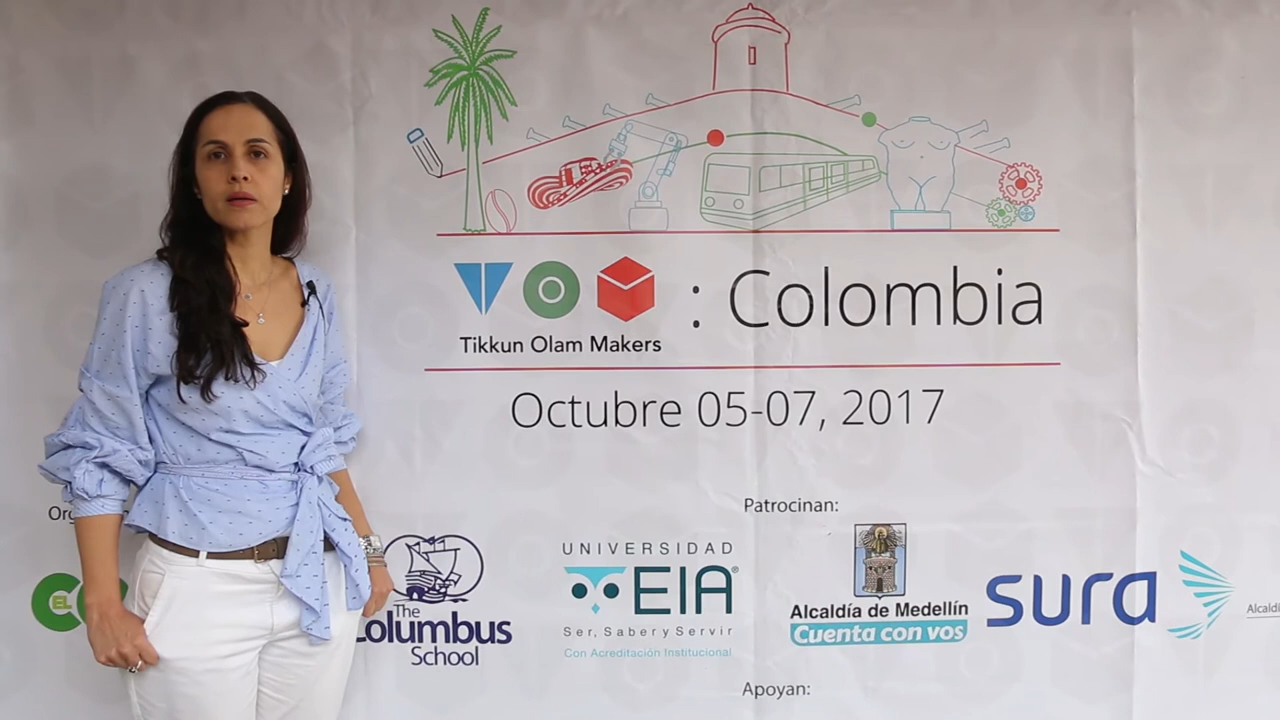 : Colombia
Tikkun Olam Makers
Octubre 05-07, 2017
Patrocinan:
EL
The
Columbus
School
UNIVERSIDAD
EIA
Ser, Saber y Servir
Con Acreditación Institucional
Alcaldía de Medellín
Cuenta con vos
sura
Apoyan: